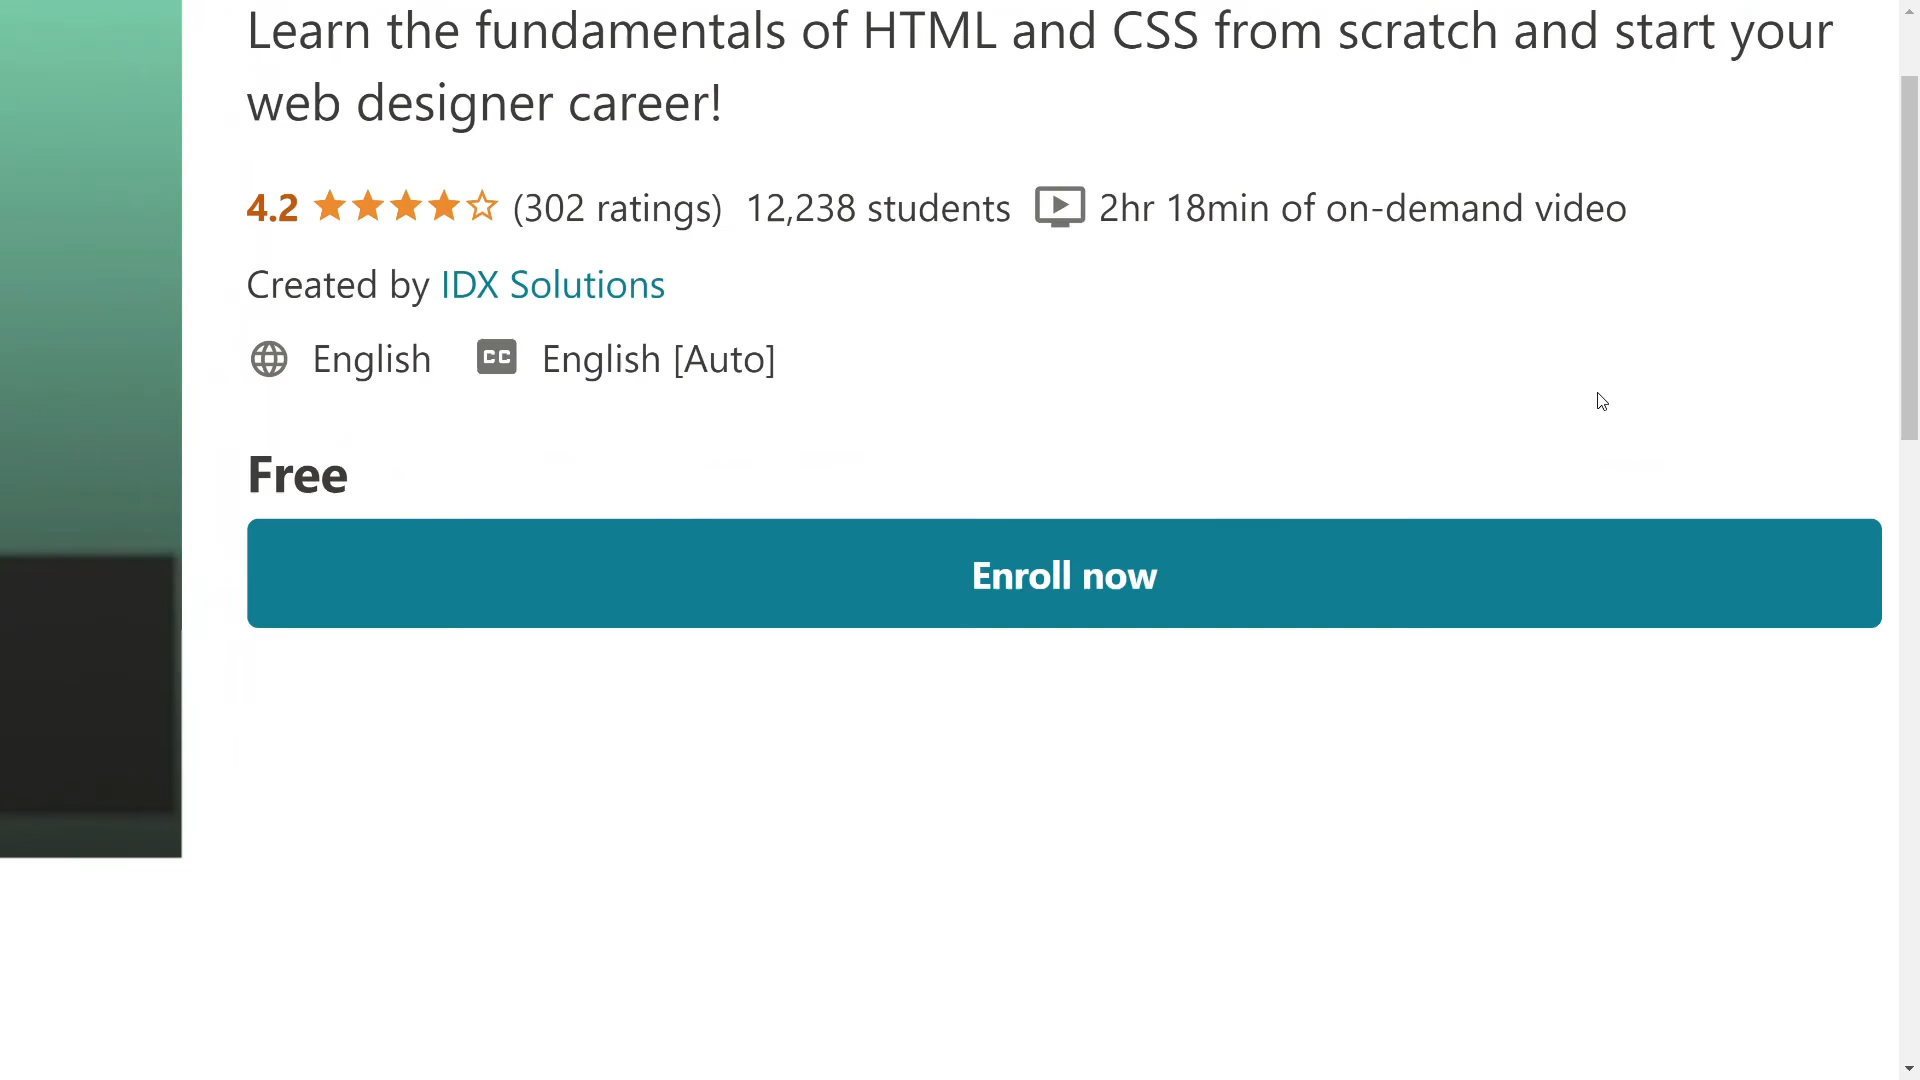 Learn the fundamentals of HTML and CSS from scratch and start your
web designer career!
4.2 (302 ratings) 12,238 students 2hr 18min of on-demand video
Created by IDX Solutions
English CC English [Auto]
Free
Enroll now